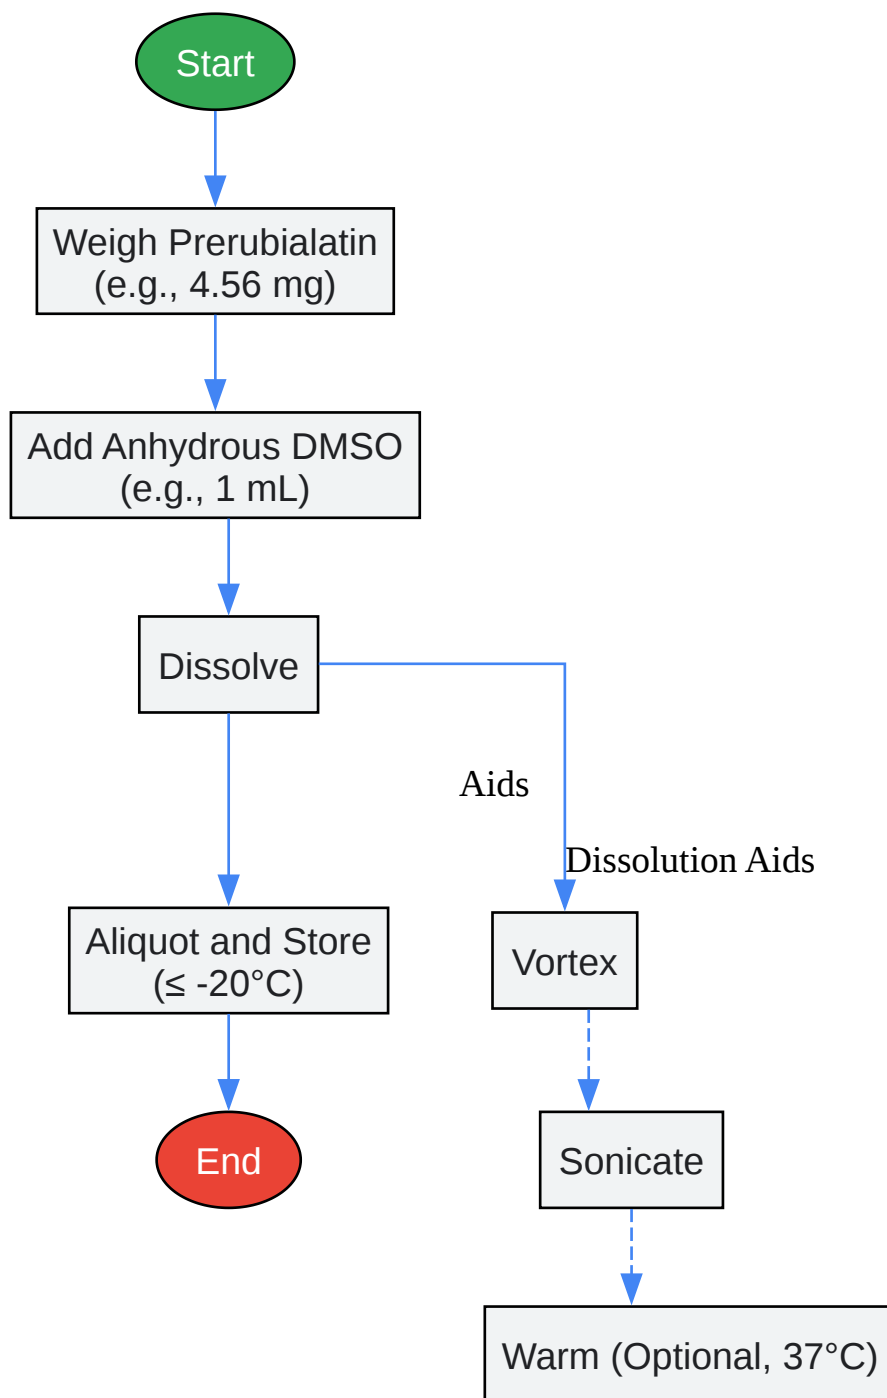 Start
Weigh Prerubialatin
(e.g., 4.56 mg)
Add Anhydrous DMSO
(e.g., 1 mL)
Dissolve
Aids
Dissolution Aids
Aliquot and Store
(≤ -20°C)
Vortex
End
Sonicate
Warm (Optional, 37°C)